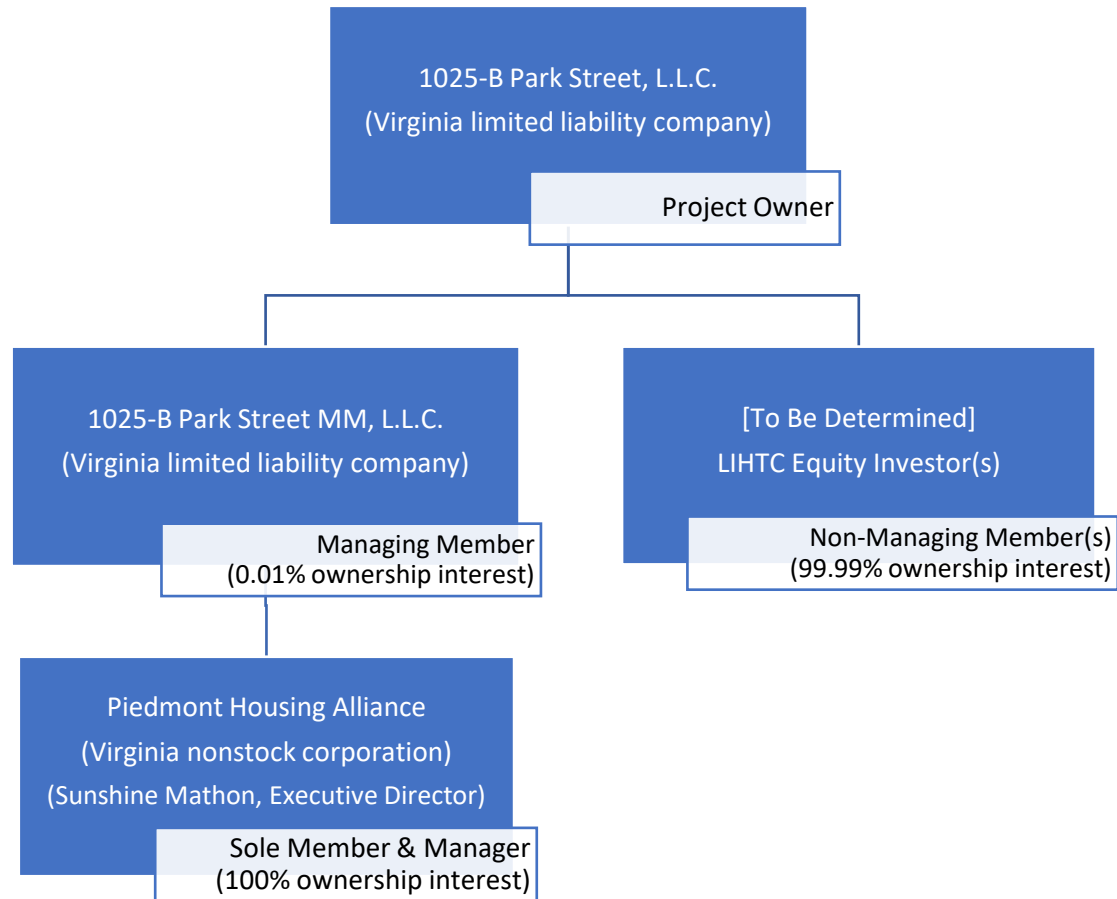 1025-B Park Street, L.L.C.
(Virginia limited liability company)
Project Owner
1025-B Park Street MM, L.L.C.
(Virginia limited liability company)
Managing Member
(0.01% ownership interest)
[To Be Determined]
LIHTC Equity Investor(s)
Non-Managing Member(s)
(99.99% ownership interest)
Piedmont Housing Alliance
(Virginia nonstock corporation)
(Sunshine Mathon, Executive Director)
Sole Member & Manager
(100% ownership interest)